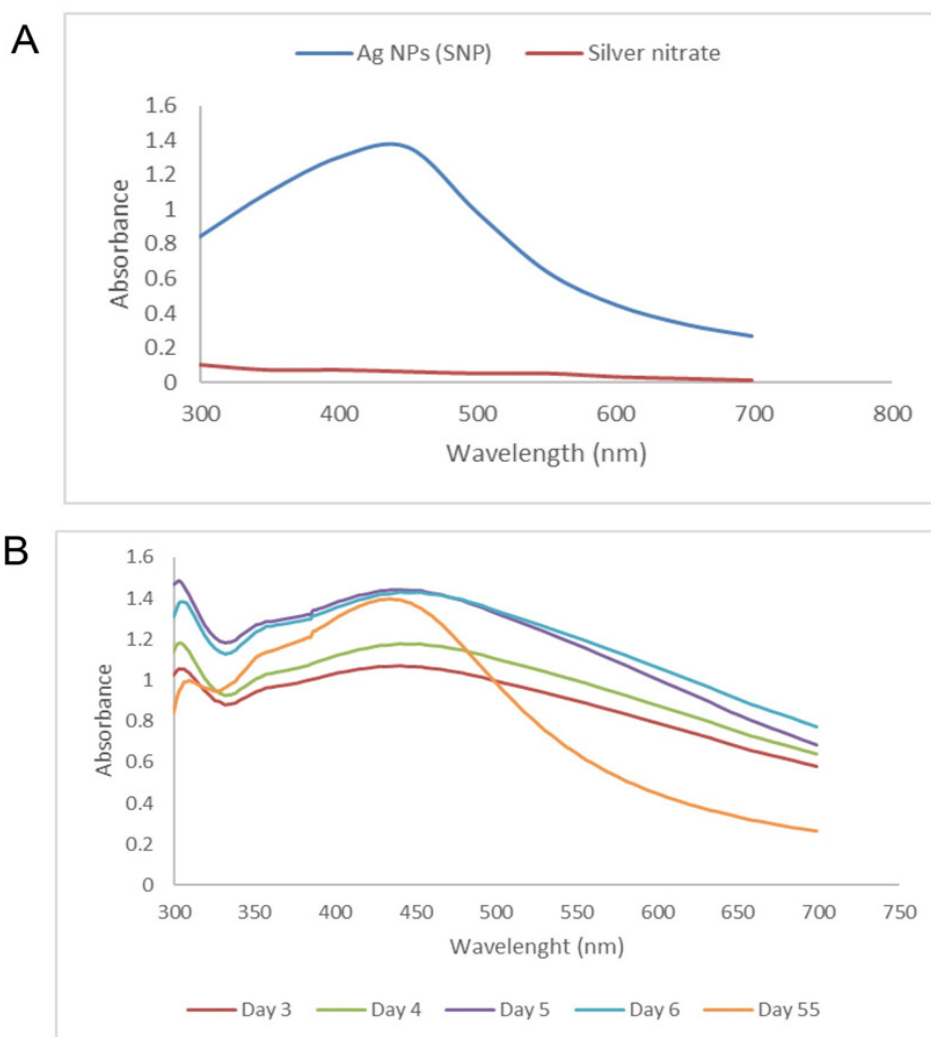 A
Ag NPs (SNP) Silver nitrate
1.6
1.4
1.2
1
0.8
0.6
0.4
0.2
0
Absorbance
300 400 500 600 700 800
Wavelength (nm)
B
1.6
1.4
1.2
1
0.8
0.6
0.4
0.2
0
Absorbance
300 350 400 450 500 550 600 650 700 750
Wavelenght (nm)
Day 3 Day 4 Day 5 Day 6 Day 55